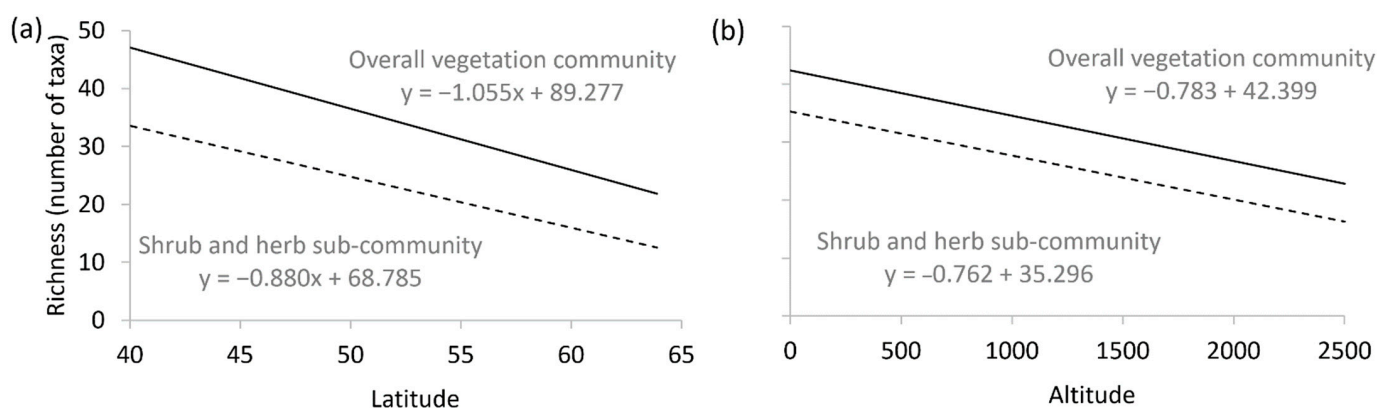 (a)
50
40
30
20
10
0
Richness (number of taxa)
Overall vegetation community
y = −1.055x + 89.277
Shrub and herb sub-community
y = −0.880x + 68.785
40 45 50 55 60 65
Latitude
(b)
Overall vegetation community
y = −0.783 + 42.399
Shrub and herb sub-community
y = −0.762 + 35.296
0 500 1000 1500 2000 2500
Altitude